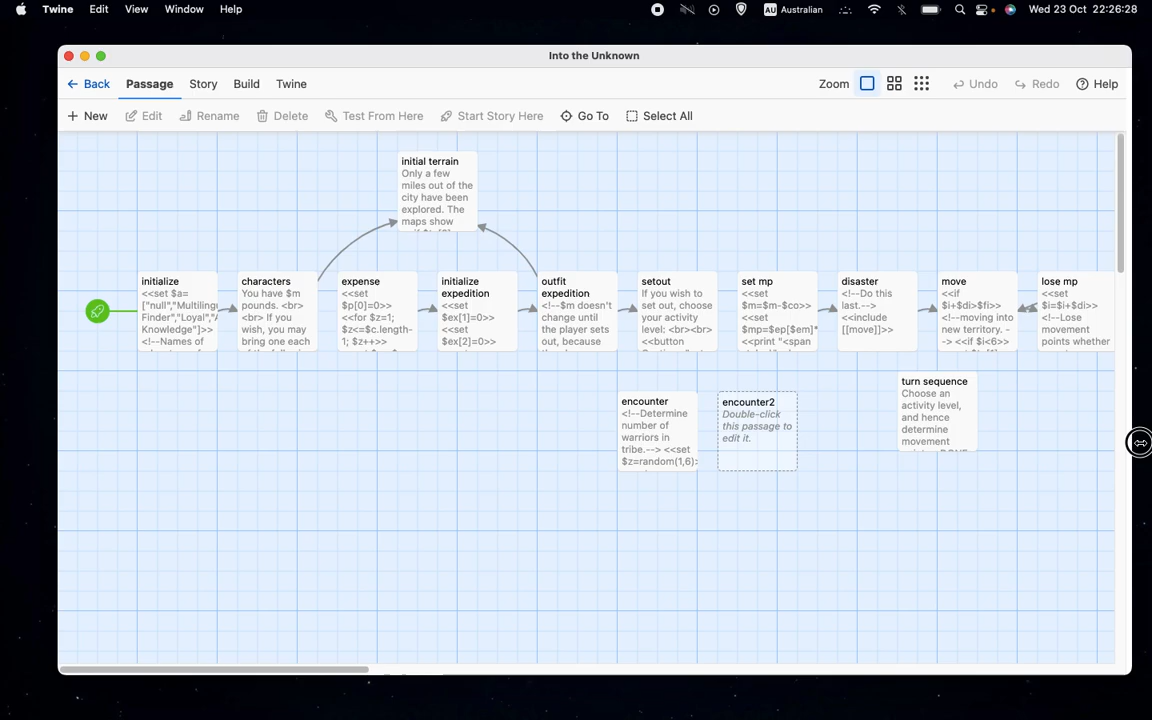 Twine Edit View Window Help AU Australian Wed 23 Oct 22:26:28
Into the Unknown
Back Passage Story Build Twine Zoom Undo Redo Help
New Edit Rename Delete Test From Here Start Story Here Go To Select All
initial terrain
Only a few
miles out of the
city have been
explored. The
maps show
initialize
<<set $a=
["null","Multilingu
Finder","Loyal","A
Knowledge"]>>
<!--Names of
characters
You have $m
pounds. <br>
<br> If you
wish, you may
bring one each
expense
<<set
$p[0]=0>>
<<for $z=1;
$z<=$c.length-
1; $z++>>
initialize
expedition
<<set
$ex[1]=0>>
<<set
$ex[2]=0>>
outfit
expedition
<!--$m doesn't
change until
the player sets
out, because
setout
If you wish to
set out, choose
your activity
level: <br><br>
<<button
set mp
<<set
$m=$m-$co>>
<<set
$mp=$ep[$em]*
<<print "<span
disaster
<!--Do this
last.-->
<<include
[[move]]>>
move
<<if
$i+$di>$fi>>
<!--moving into
new territory. -
-> <<if $i<6>>
lose mp
<<set
$i=$i+$di>>
<!--Lose
movement
points whether
encounter
<!--Determine
number of
warriors in
tribe.--> <<set
$z=random(1,6)>
encounter2
Double-click
this passage to
edit it.
turn sequence
Choose an
activity level,
and hence
determine
movement